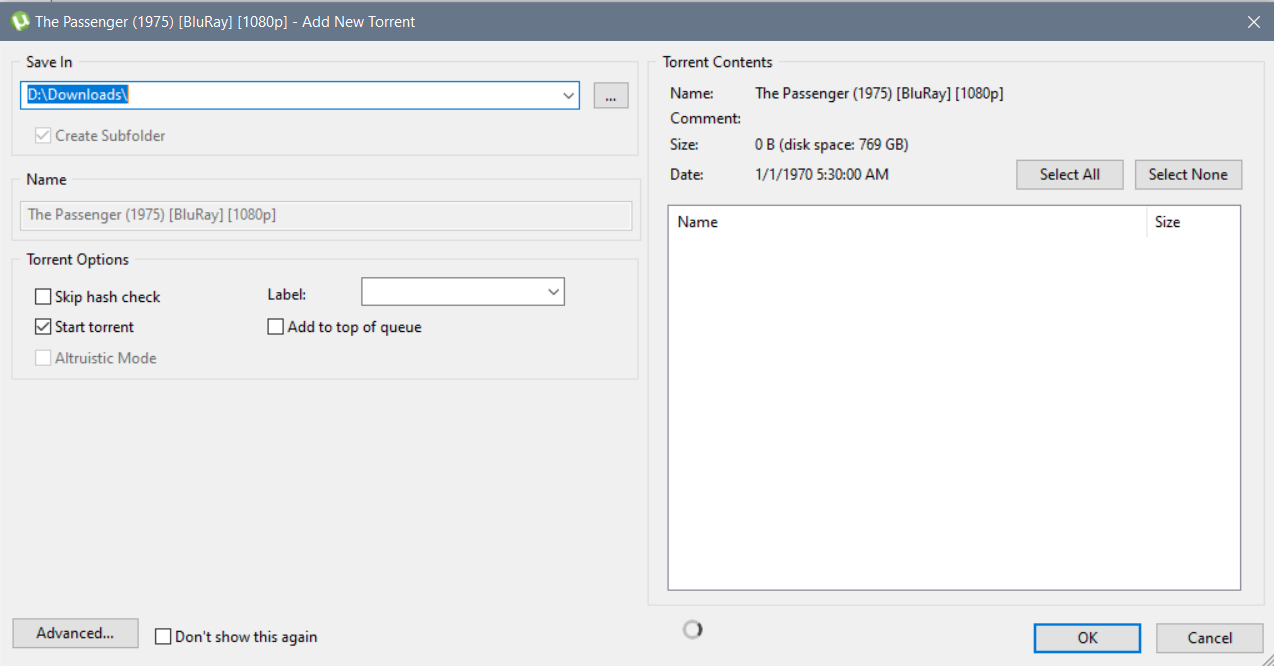 The Passenger (1975) [BluRay] [1080p] - Add New Torrent
Save In
D:\Downloads\
...
Create Subfolder
Name
The Passenger (1975) [BluRay] [1080p]
Torrent Options
Skip hash check
Label:
Start torrent
Add to top of queue
Altruistic Mode
Torrent Contents
Name: The Passenger (1975) [BluRay] [1080p]
Comment:
Size: 0 B (disk space: 769 GB)
Date: 1/1/1970 5:30:00 AM
Select All
Select None
Name Size
Advanced...
Don't show this again
OK
Cancel